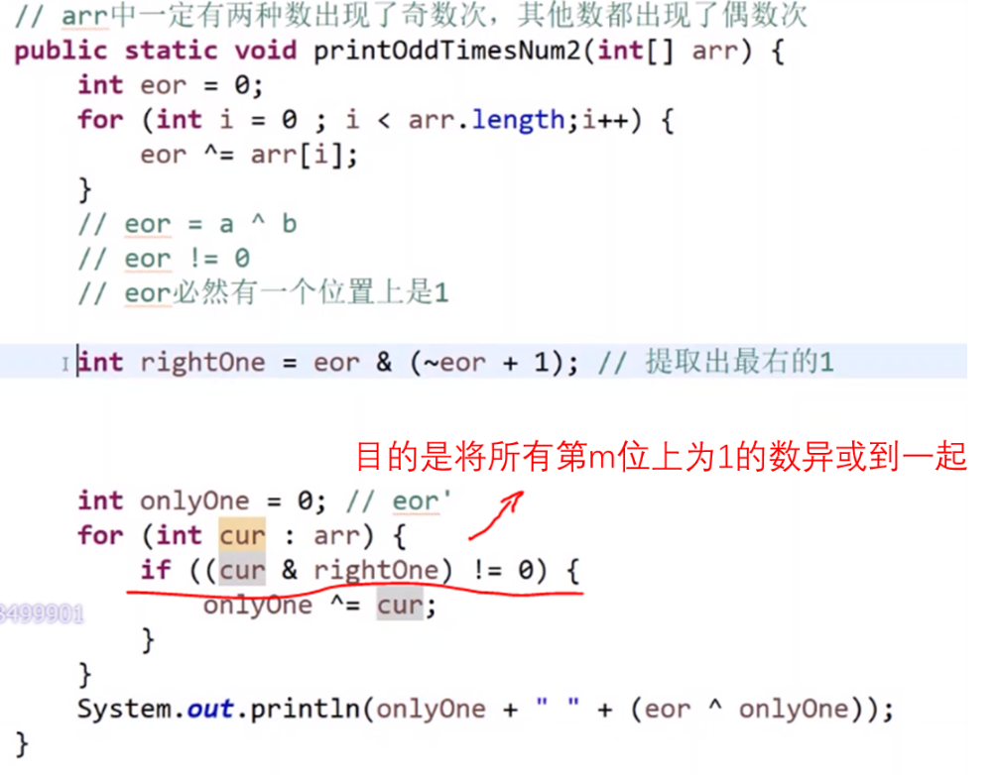 // arr中一定有两种数出现了奇数次，其他数都出现了偶数次
public static void printOddTimesNum2(int[] arr) {
int eor = 0;
for (int i = 0 ; i < arr.length;i++) {
eor ^= arr[i];
}
// eor = a ^ b
// eor != 0
// eor必然有一个位置上是1
int rightOne = eor & (~eor + 1); // 提取出最右的1
目的是将所有第m位上为1的数异或到一起
int onlyOne = 0; // eor'
for (int cur : arr) {
if ((cur & rightOne) != 0) {
onlyOne ^= cur;
3499901
}
}
System.out.println(onlyOne + " " + (eor ^ onlyOne));
}